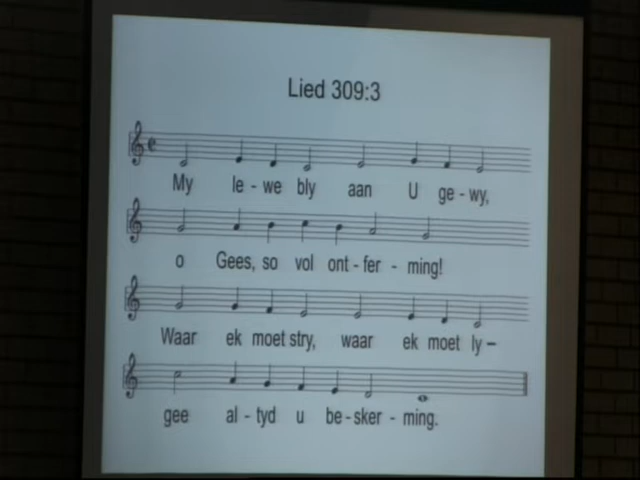 Lied 309:3
My le - we bly aan U ge - wy,
o Gees, so vol ont - fer - ming!
Waar ek moet stry, waar ek moet ly –
gee al - tyd u be - sker - ming.